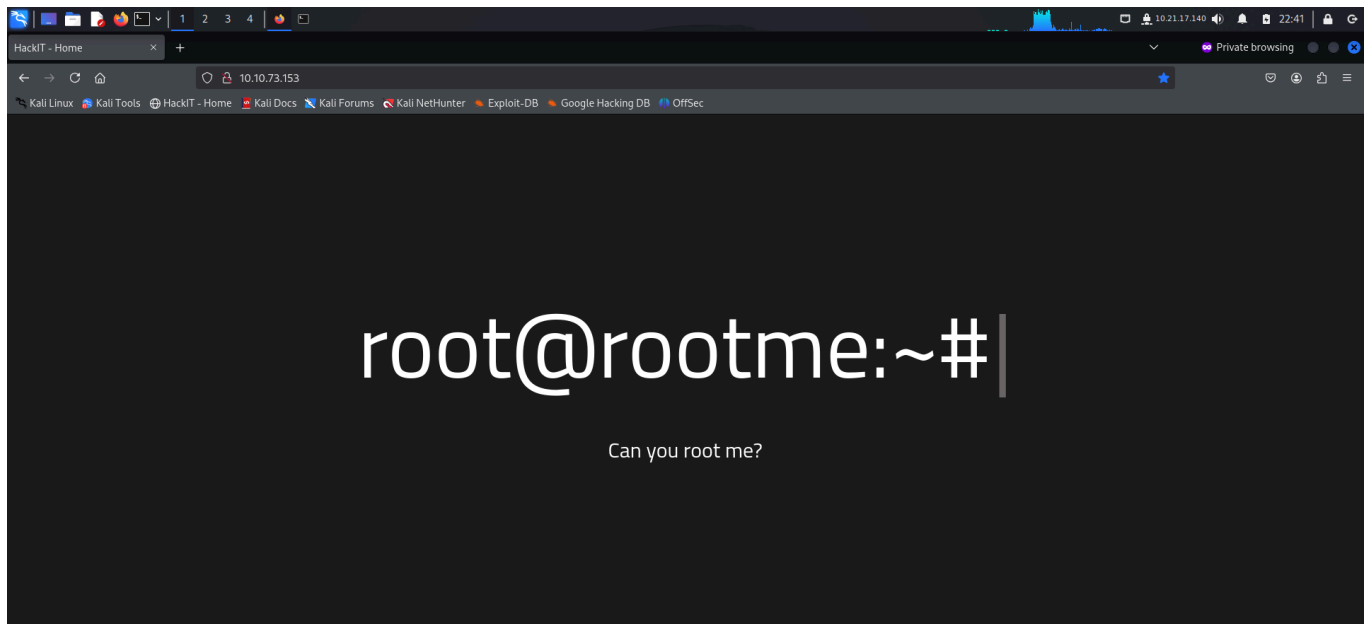 1 2 3 4 10.21.17.140 22:41
HackIT - Home Private browsing
10.10.73.153
Kali Linux Kali Tools HackIT - Home Kali Docs Kali Forums Kali NetHunter Exploit-DB Google Hacking DB OffSec
root@rootme:~#
Can you root me?